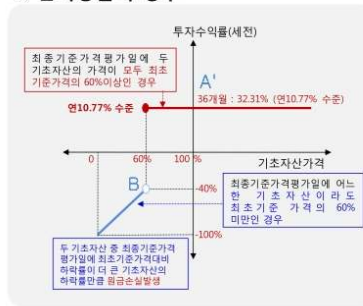 투자수익률(세전)
최종기준가격평가일에 두
기초자산의 가격이 모두 최초
기준가격의 60%이상인 경우
A'
36개월 : 32.31% (연10.77% 수준)
연10.77% 수준
0
60%
100 %
기초자산가격
B
-40%
최종기준가격평가일에 어느
한 기초자산이라도
최초기준 가격의 60%
미만인 경우
-100%
두 기초자산 중 최종기준가격
평가일에 최초기준가격대비
하락률이 더 큰 기초자산의
하락률만큼 원금손실발생